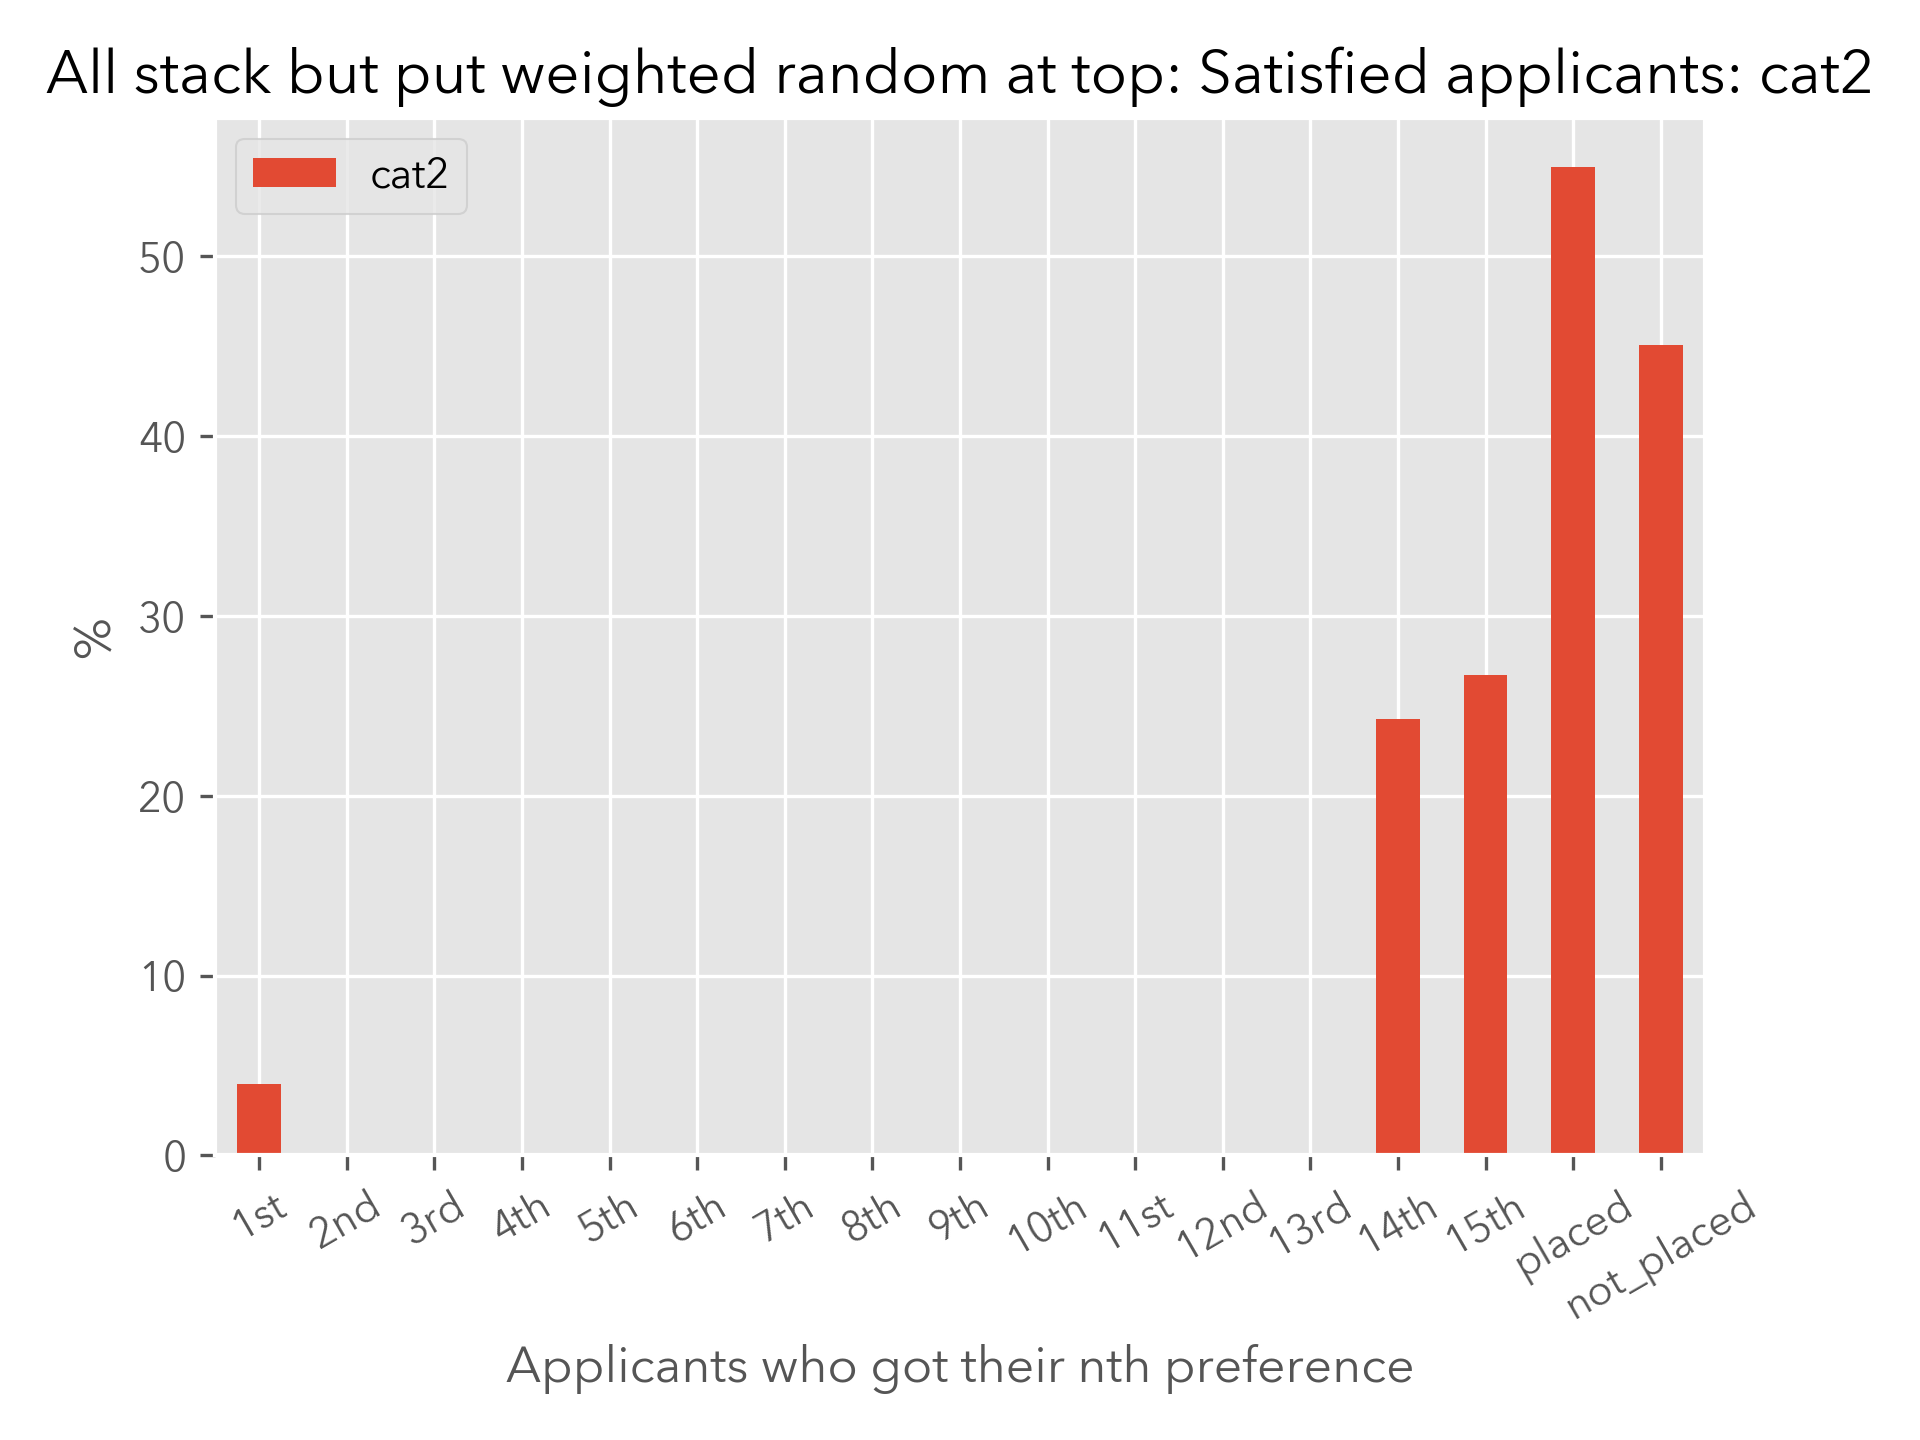 All stack but put weighted random at top: Satisfied applicants: cat2
cat2
%
50
40
30
20
10
0
1st 2nd 3rd 4th 5th 6th 7th 8th 9th 10th 11st 12nd 13rd 14th 15th placed not_placed
Applicants who got their nth preference